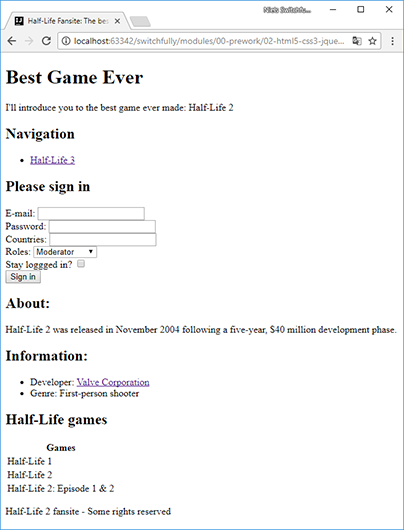 Niels Switchfu...
Half-Life Fansite: The bes
localhost:63342/switchfully/modules/00-prework/02-html5-css3-jque...
Best Game Ever
I'll introduce you to the best game ever made: Half-Life 2
Navigation
Half-Life 3
Please sign in
E-mail:
Password:
Countries:
Roles: Moderator
Stay loggged in?
Sign in
About:
Half-Life 2 was released in November 2004 following a five-year, $40 million development phase.
Information:
Developer: Valve Corporation
Genre: First-person shooter
Half-Life games
Games
Half-Life 1
Half-Life 2
Half-Life 2: Episode 1 & 2
Half-Life 2 fansite - Some rights reserved